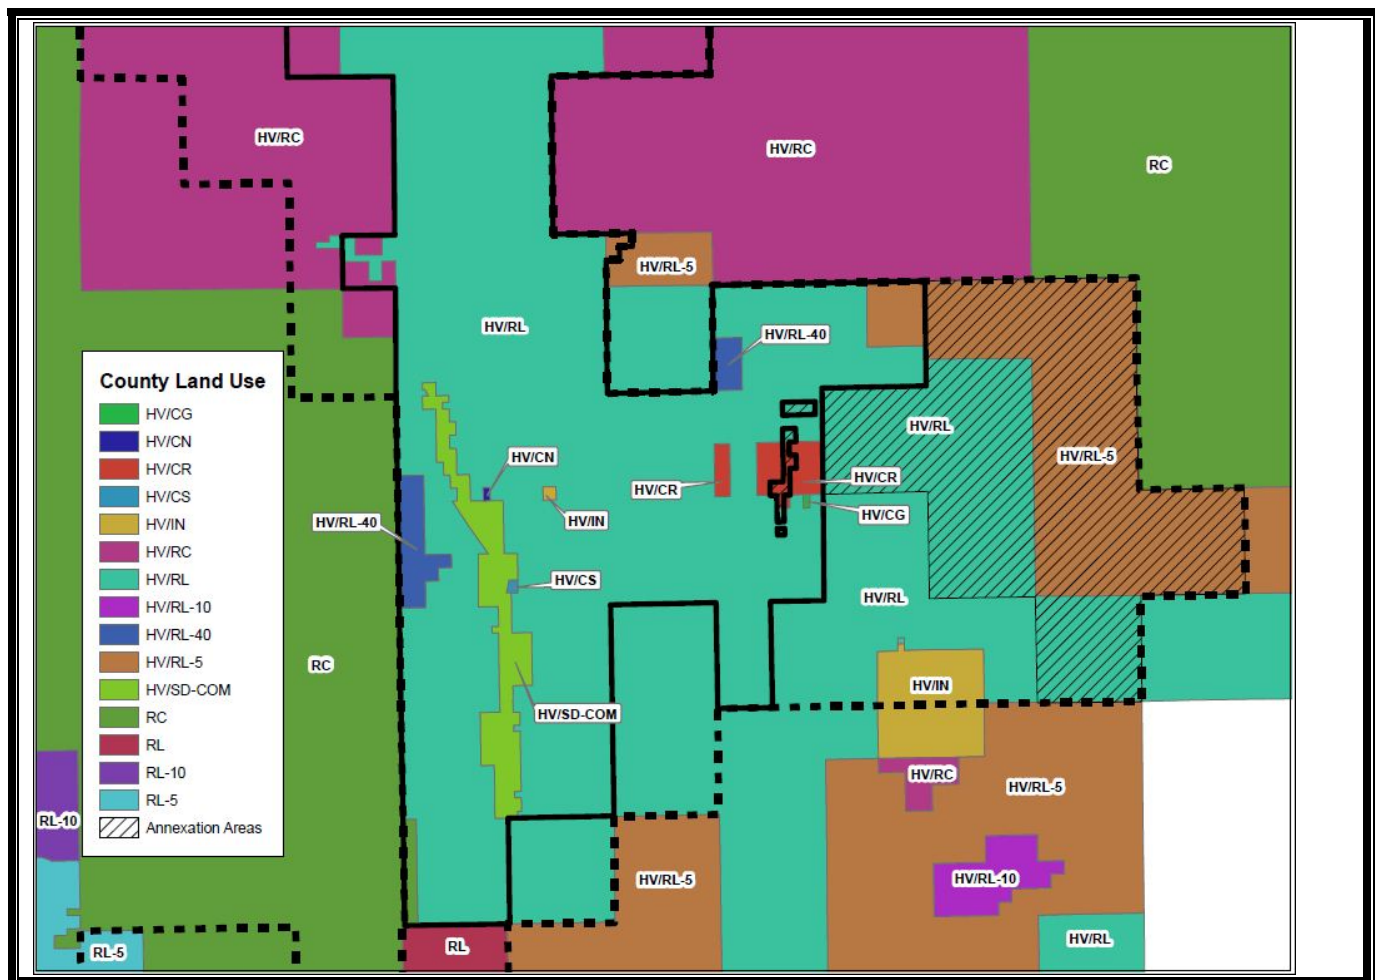 HV/RC
HV/RC
RC
HV/RL-5
HV/RL
HV/RL-40
HV/RL
HV/RL-5
HV/CN
HV/CR
HV/CR
HV/RL-40
HV/IN
HV/CG
HV/CS
HV/RL
RC
HV/IN
HV/SD-COM
HV/RC
HV/RL-5
RL-10
HV/RL-5
HV/RL-10
RL-5
RL
HV/RL
County Land Use
HV/CG
HV/CN
HV/CR
HV/CS
HV/IN
HV/RC
HV/RL
HV/RL-10
HV/RL-40
HV/RL-5
HV/SD-COM
RC
RL
RL-10
RL-5
Annexation Areas